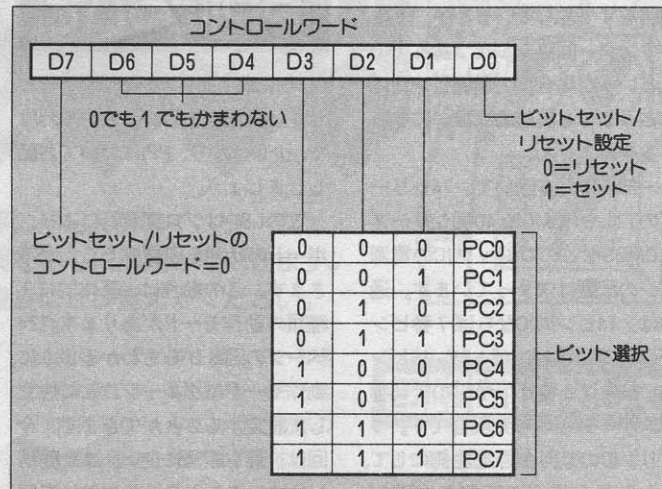 コントロールワード
D7 D6 D5 D4 D3 D2 D1 D0
0でも1でもかまわない
ビットセット/
リセット設定
0=リセット
1=セット
ビットセット/リセットの
コントロールワード=0
0 0 0 PC0
0 0 1 PC1
0 1 0 PC2
0 1 1 PC3
1 0 0 PC4
1 0 1 PC5
1 1 0 PC6
1 1 1 PC7
ビット選択